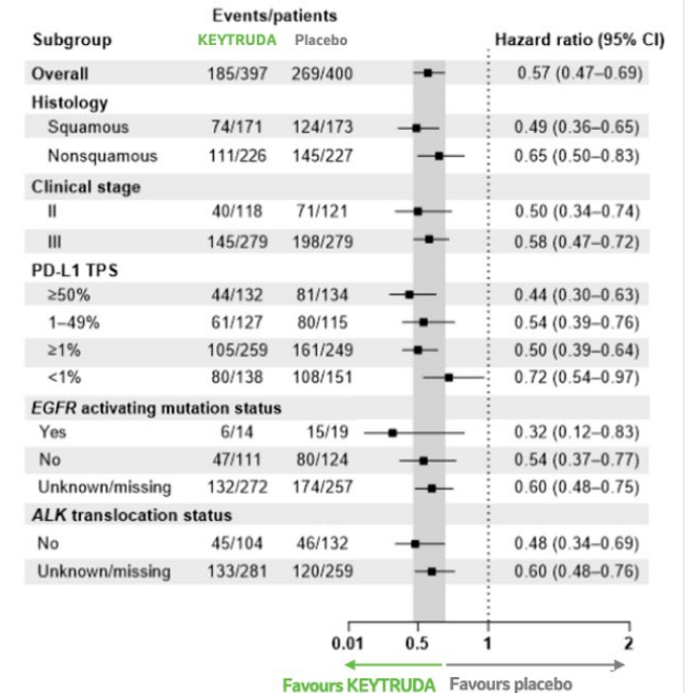 Events/patients
Subgroup KEYTRUDA Placebo Hazard ratio (95% CI)
Overall 185/397 269/400 0.57 (0.47–0.69)
Histology
Squamous 74/171 124/173 0.49 (0.36–0.65)
Nonsquamous 111/226 145/227 0.65 (0.50–0.83)
Clinical stage
II 40/118 71/121 0.50 (0.34–0.74)
III 145/279 198/279 0.58 (0.47–0.72)
PD-L1 TPS
≥50% 44/132 81/134 0.44 (0.30–0.63)
1–49% 61/127 80/115 0.54 (0.39–0.76)
≥1% 105/259 161/249 0.50 (0.39–0.64)
<1% 80/138 108/151 0.72 (0.54–0.97)
EGFR activating mutation status
Yes 6/14 15/19 0.32 (0.12–0.83)
No 47/111 80/124 0.54 (0.37–0.77)
Unknown/missing 132/272 174/257 0.60 (0.48–0.75)
ALK translocation status
No 45/104 46/132 0.48 (0.34–0.69)
Unknown/missing 133/281 120/259 0.60 (0.48–0.76)
0.01 0.5 1 2
Favours KEYTRUDA Favours placebo